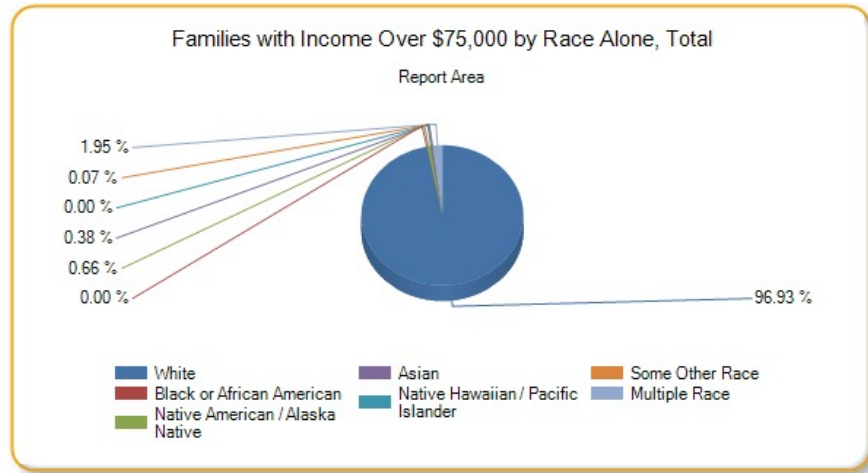 Families with Income Over $75,000 by Race Alone, Total
Report Area
1.95 %
0.07 %
0.00 %
0.38 %
0.66 %
0.00 %
96.93 %
White
Black or African American
Native American / Alaska
Native
Asian
Native Hawaiian / Pacific
Islander
Some Other Race
Multiple Race